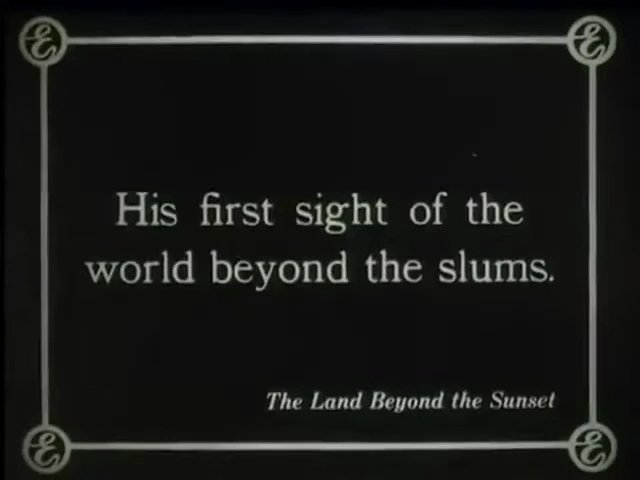 E E
His first sight of the
world beyond the slums.
The Land Beyond the Sunset
E E